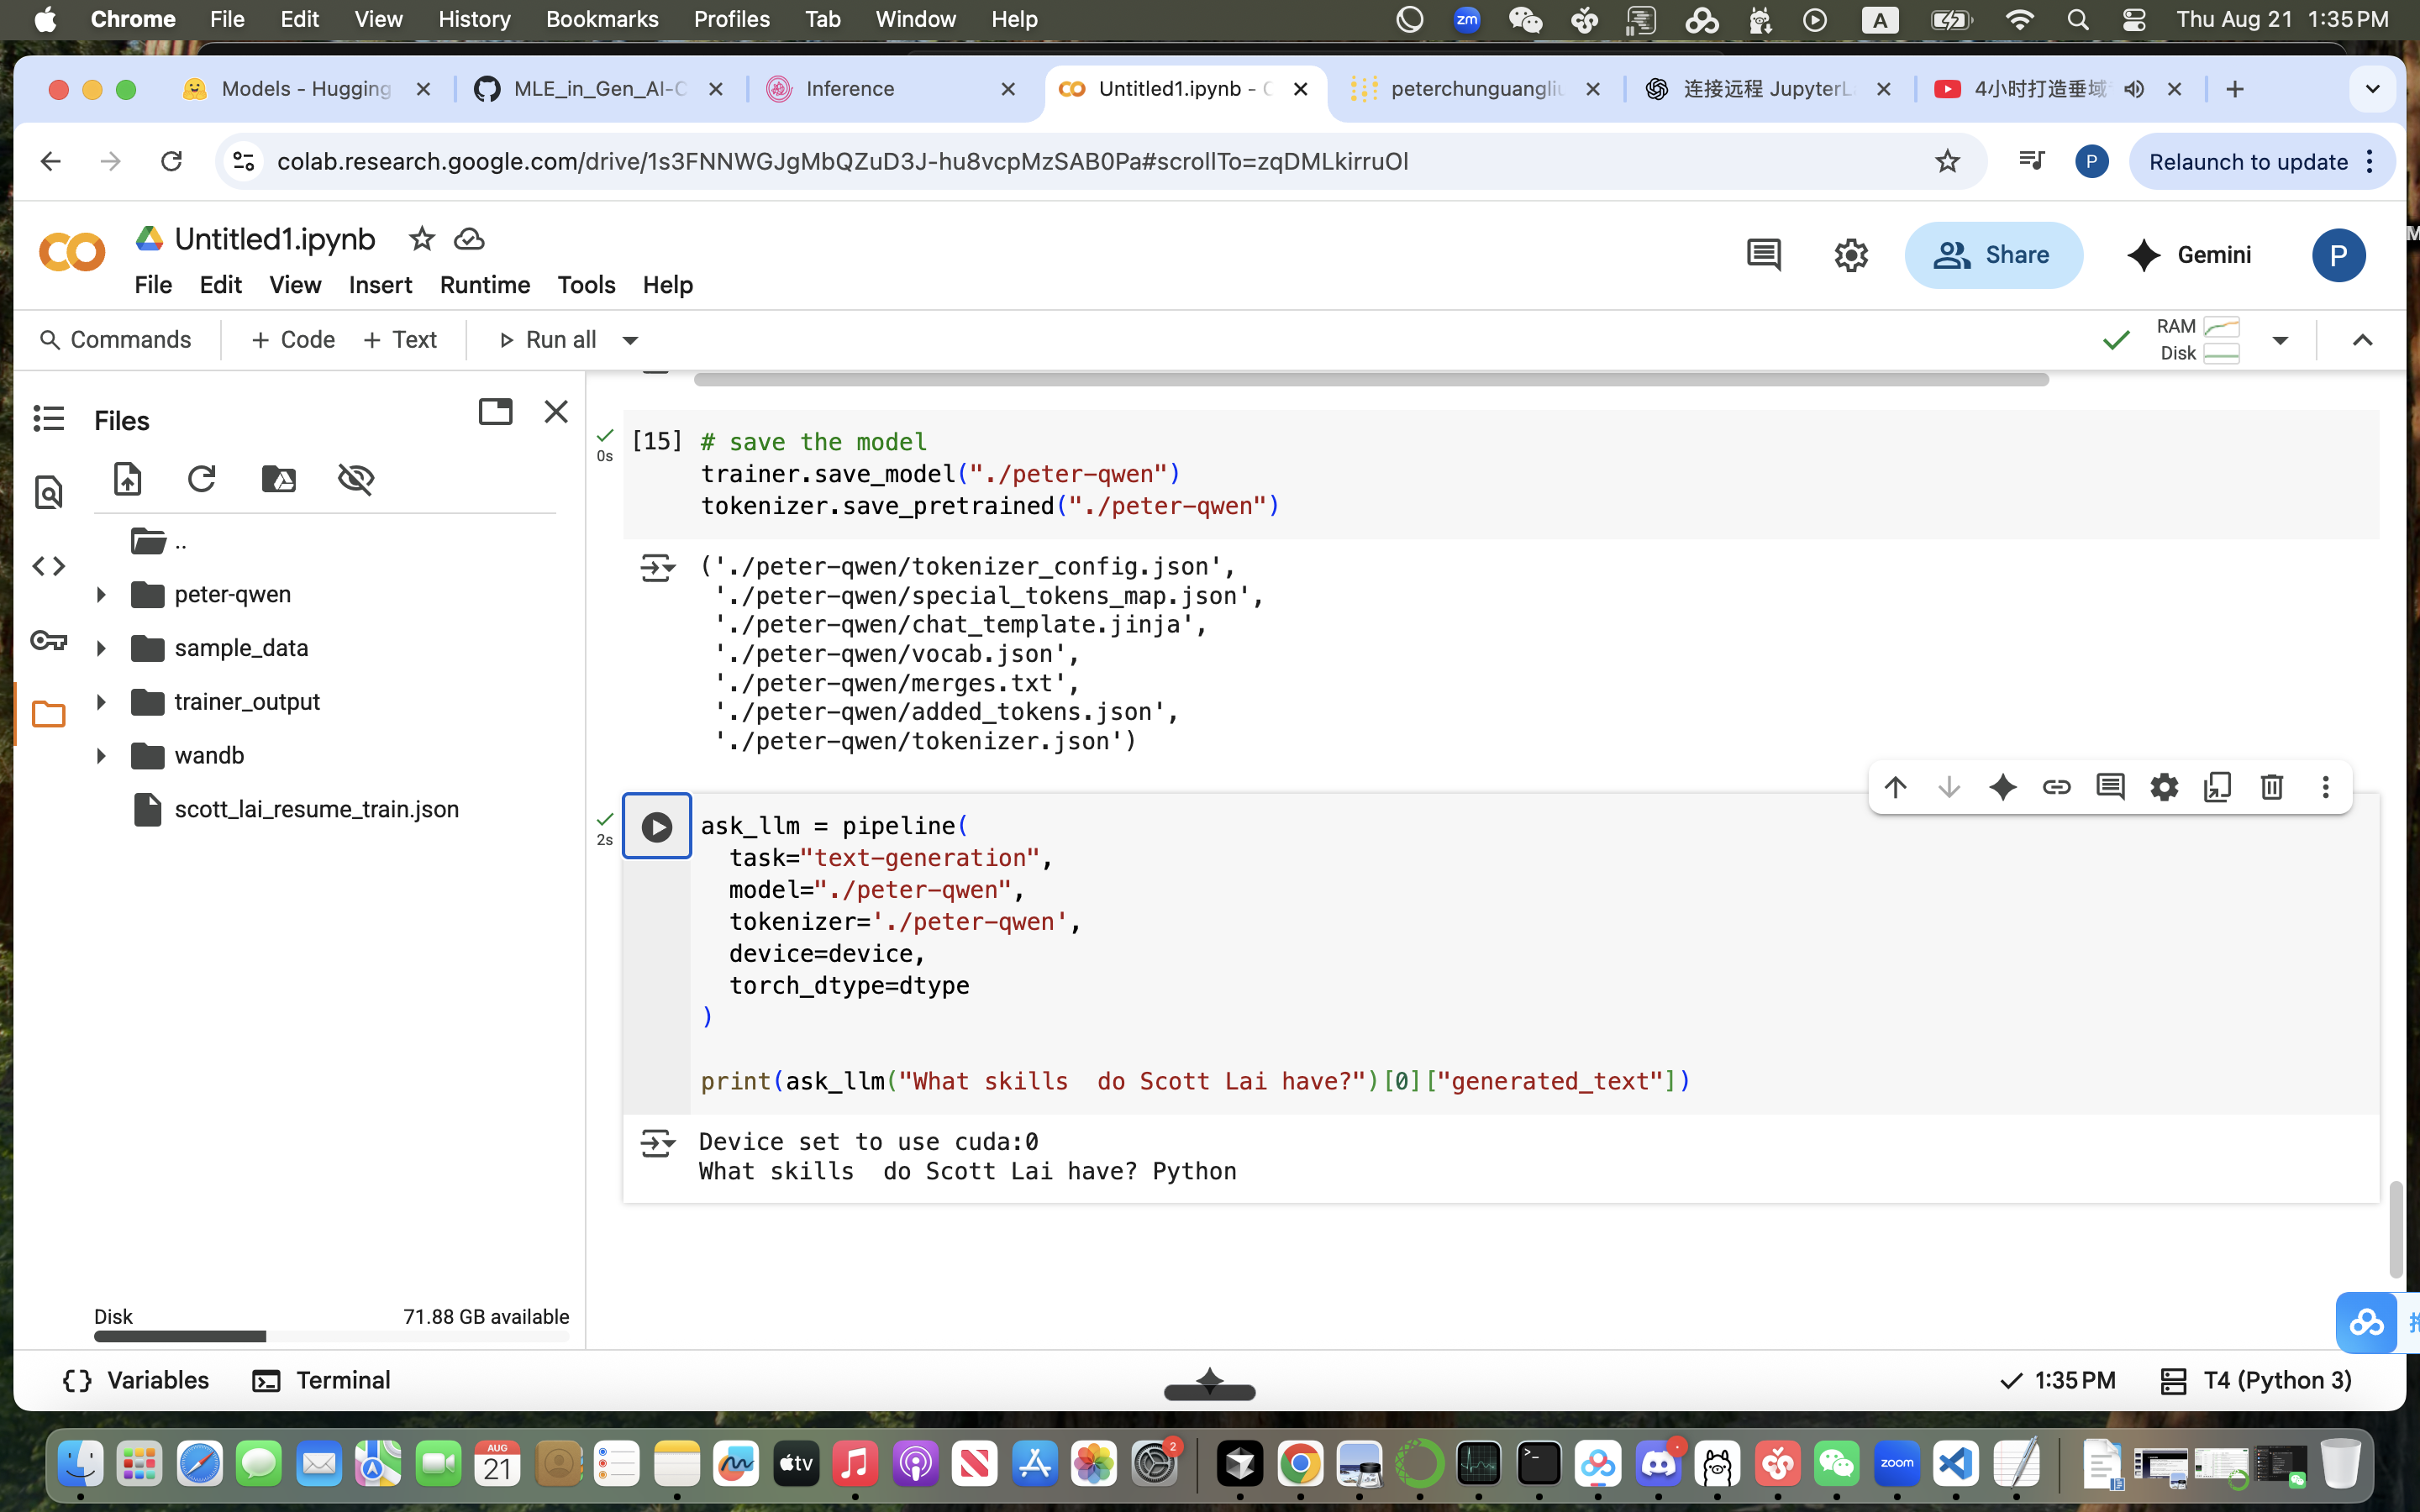 Chrome File Edit View History Bookmarks Profiles Tab Window Help
zm A Thu Aug 21 1:35 PM
Models - Hugging
MLE_in_Gen_AI-C
Inference
Untitled1.ipynb - C
peterchunguangliu
连接远程 JupyterL
4小时打造垂域
colab.research.google.com/drive/1s3FNNWGJgMbQZuD3J-hu8vcpMzSAB0Pa#scrollTo=zqDMLkirruOl
P
Relaunch to update
Untitled1.ipynb
File Edit View Insert Runtime Tools Help
Share
Gemini
P
Commands + Code + Text Run all
RAM
Disk
Files
..
peter-qwen
sample_data
trainer_output
wandb
scott_lai_resume_train.json
Disk 71.88 GB available
0s
[15] # save the model
trainer.save_model("./peter-qwen")
tokenizer.save_pretrained("./peter-qwen")
('./peter-qwen/tokenizer_config.json',
'./peter-qwen/special_tokens_map.json',
'./peter-qwen/chat_template.jinja',
'./peter-qwen/vocab.json',
'./peter-qwen/merges.txt',
'./peter-qwen/added_tokens.json',
'./peter-qwen/tokenizer.json')
2s
ask_llm = pipeline(
task="text-generation",
model="./peter-qwen",
tokenizer='./peter-qwen',
device=device,
torch_dtype=dtype
)
print(ask_llm("What skills  do Scott Lai have?")[0]["generated_text"])
Device set to use cuda:0
What skills  do Scott Lai have? Python
Variables Terminal
1:35 PM T4 (Python 3)
AUG
21
tv
2
zoom